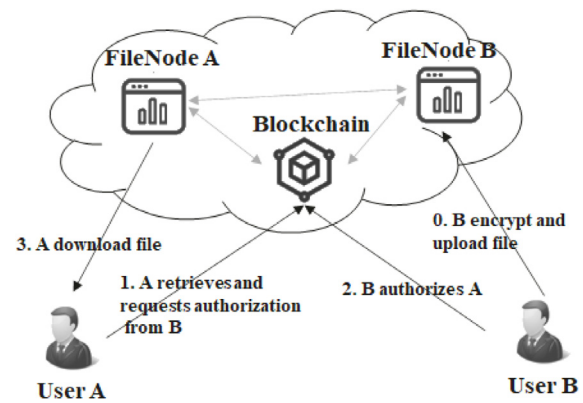 FileNode A
FileNode B
Blockchain
0. B encrypt and
upload file
3. A download file
1. A retrieves and
requests authorization
from B
2. B authorizes A
User A
User B